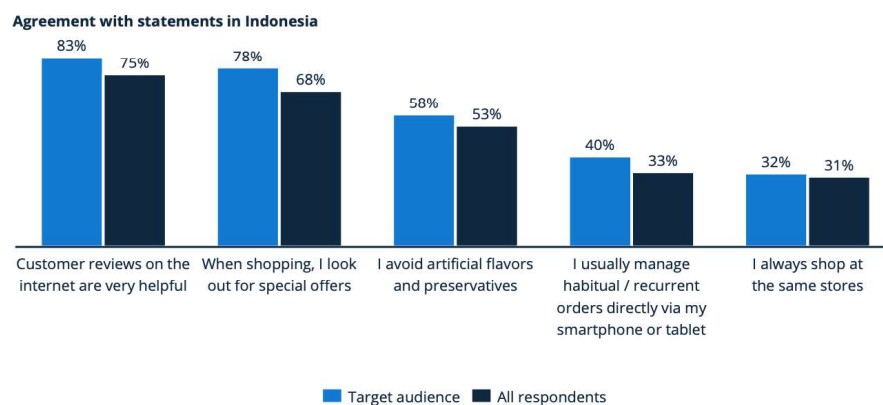 Agreement with statements in Indonesia
83%
75%
78%
68%
58%
53%
40%
33%
32%
31%
Customer reviews on the
internet are very helpful
When shopping, I look
out for special offers
I avoid artificial flavors
and preservatives
I usually manage
habitual / recurrent
orders directly via my
smartphone or tablet
I always shop at
the same stores
Target audience
All respondents